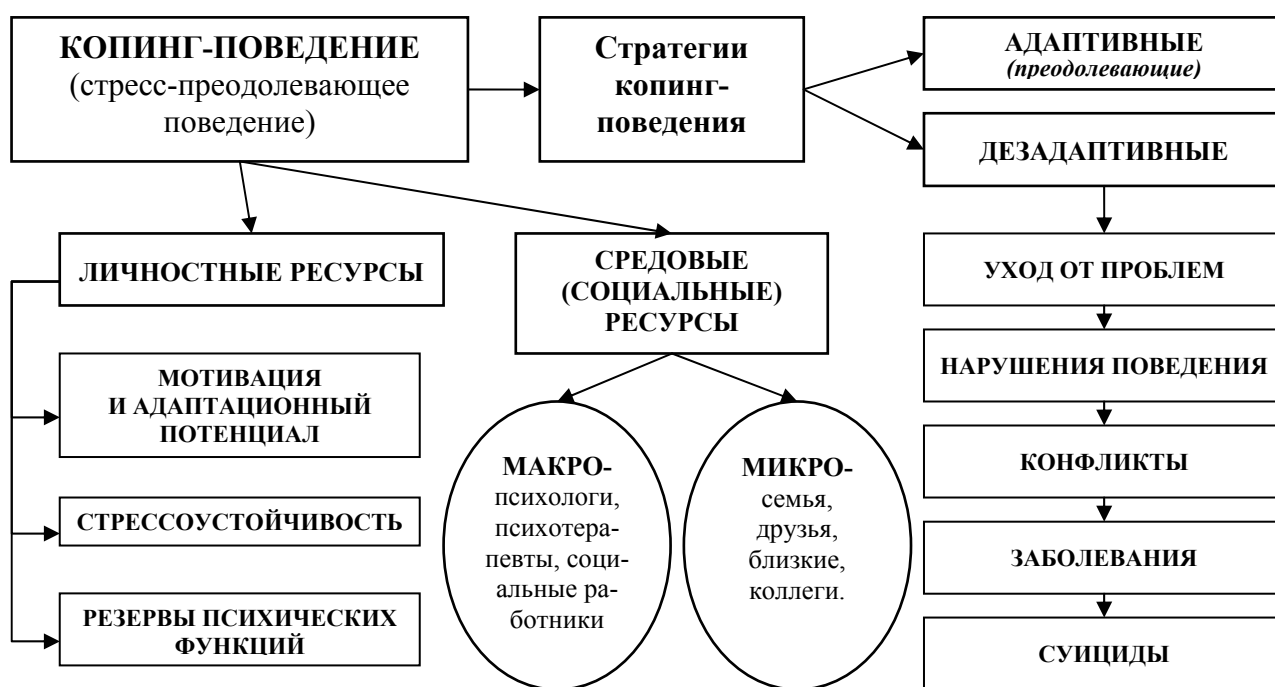 КОПИНГ-ПОВЕДЕНИЕ
(стресс-преодолевающее
поведение)
Стратегии
копинг-
поведения
АДАПТИВНЫЕ
(преодолевающие)
ДЕЗАДАПТИВНЫЕ
ЛИЧНОСТНЫЕ РЕСУРСЫ
СРЕДОВЫЕ
(СОЦИАЛЬНЫЕ)
РЕСУРСЫ
УХОД ОТ ПРОБЛЕМ
МОТИВАЦИЯ
И АДАПТАЦИОННЫЙ
ПОТЕНЦИАЛ
НАРУШЕНИЯ ПОВЕДЕНИЯ
МАКРО-
психологи,
психотера-
певты, соци-
альные ра-
ботники
МИКРО-
семья,
друзья,
близкие,
коллеги.
КОНФЛИКТЫ
СТРЕССОУСТОЙЧИВОСТЬ
ЗАБОЛЕВАНИЯ
РЕЗЕРВЫ ПСИХИЧЕСКИХ
ФУНКЦИЙ
СУИЦИДЫ